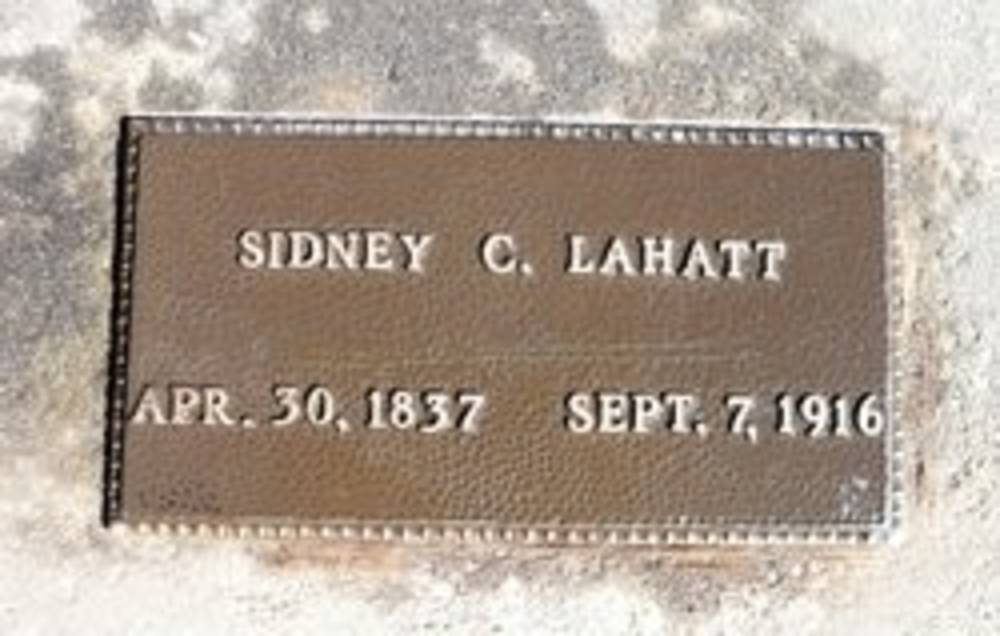 SIDNEY C. LAHATT
APR. 30, 1837 SEPT. 7, 1916